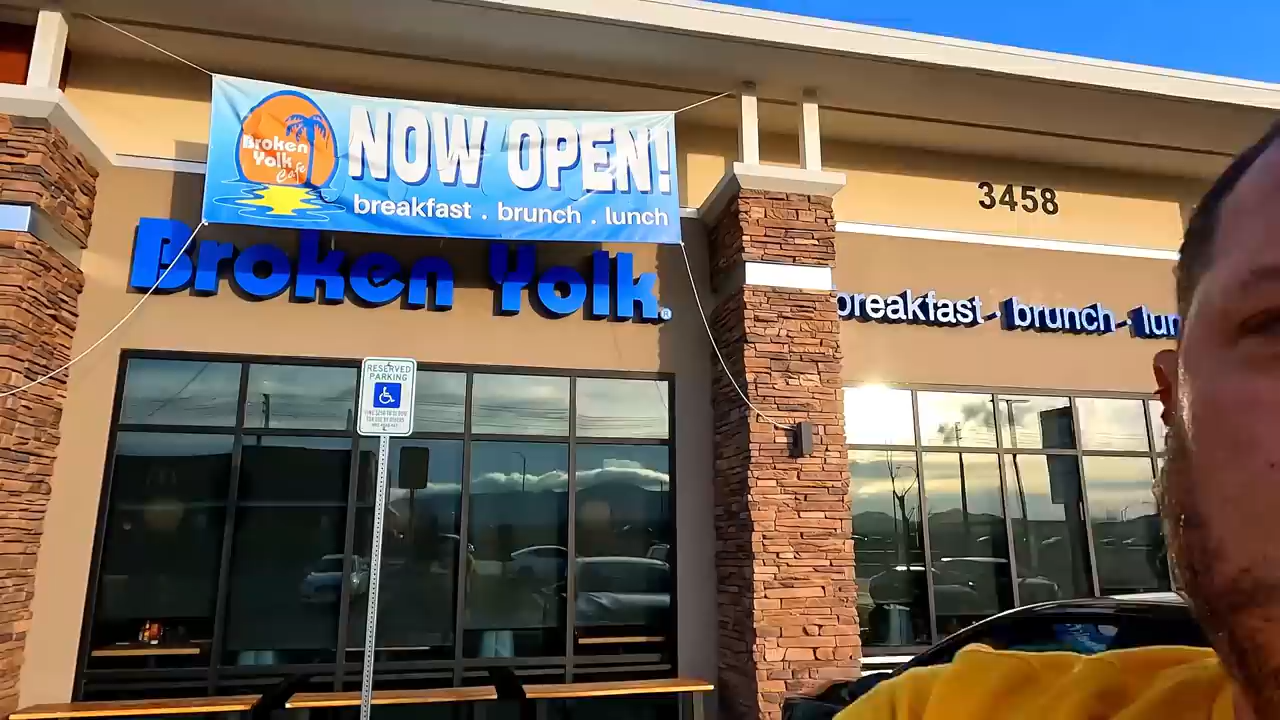 Broken
Yolk
Cafe
NOW OPEN!
breakfast . brunch . lunch
Broken Yolk®
3458
breakfast - brunch - lun
RESERVED
PARKING